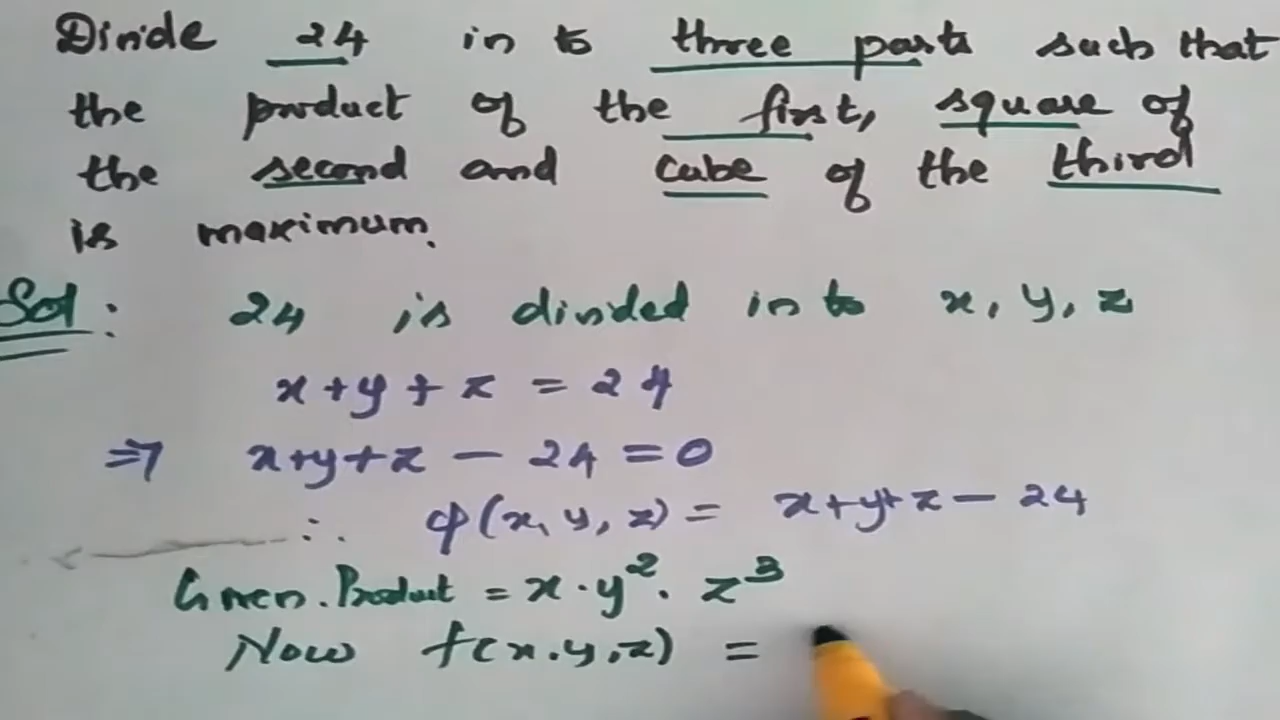 Divide 24 in to three parts such that
the product of the first, square of
the second and cube of the third
is maximum.
Sol : 24 is divided in to x, y, z
x + y + z = 24
⇒ x+y+z - 24 = 0
∴ φ(x, y, z) = x+y+z - 24
Given. Product = x · y² · z³
Now f(x.y,z) =